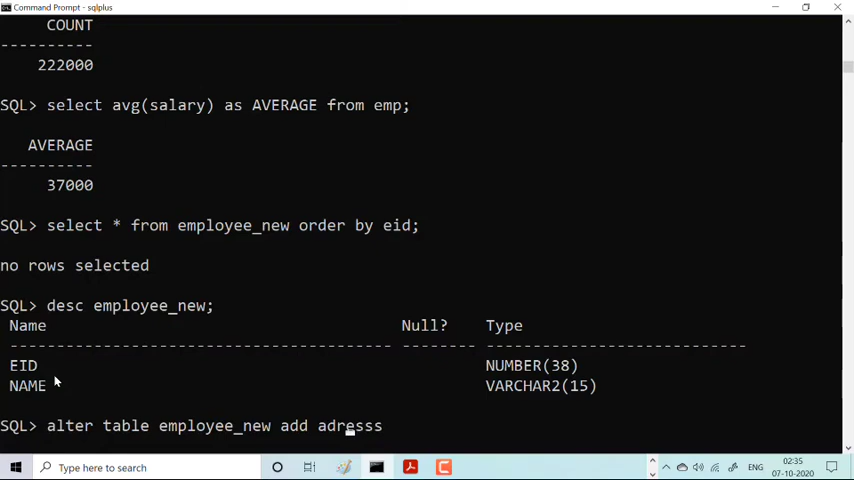 Command Prompt - sqlplus
COUNT
----------
222000
SQL> select avg(salary) as AVERAGE from emp;
AVERAGE
----------
37000
SQL> select * from employee_new order by eid;
no rows selected
SQL> desc employee_new;
Name Null? Type
----------------------------------------- -------- ----------------------------
EID NUMBER(38)
NAME VARCHAR2(15)
SQL> alter table employee_new add adresss
Type here to search
ENG
02:35
07-10-2020